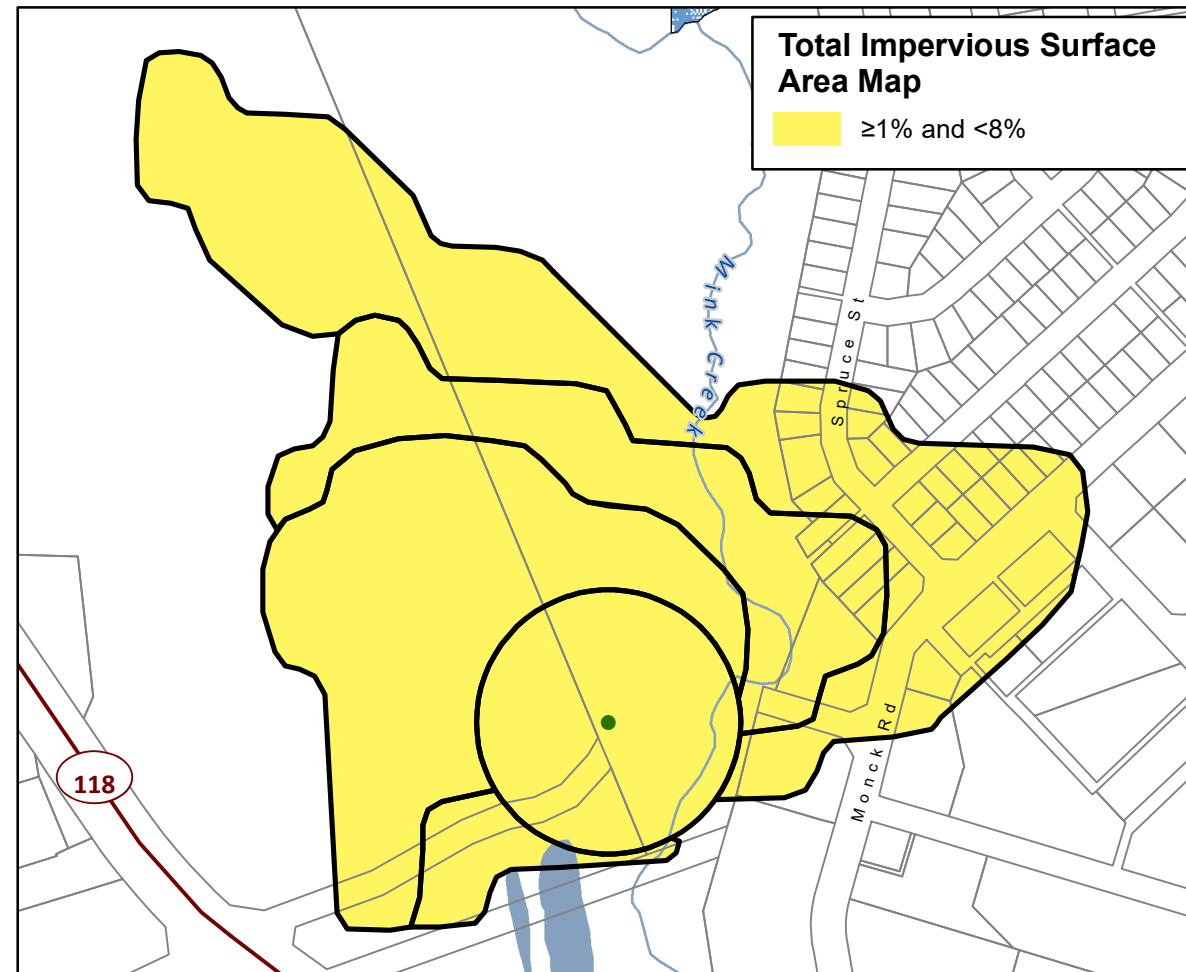 Total Impervious Surface
Area Map
≥1% and <8%
Mink Creek
Spruce St
Monck Rd
118